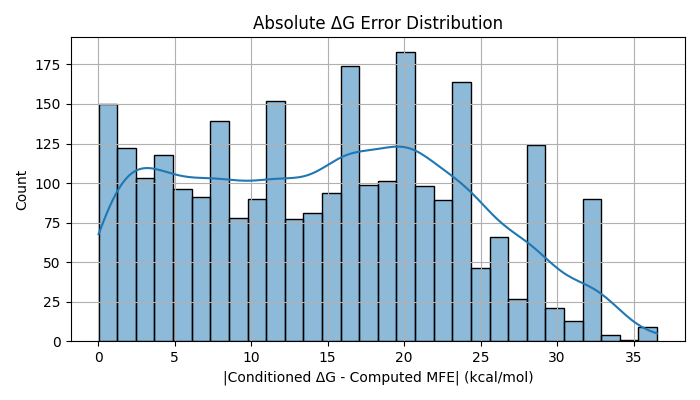 Absolute ΔG Error Distribution
175
150
125
100
75
50
25
0
Count
0 5 10 15 20 25 30 35
|Conditioned ΔG - Computed MFE| (kcal/mol)